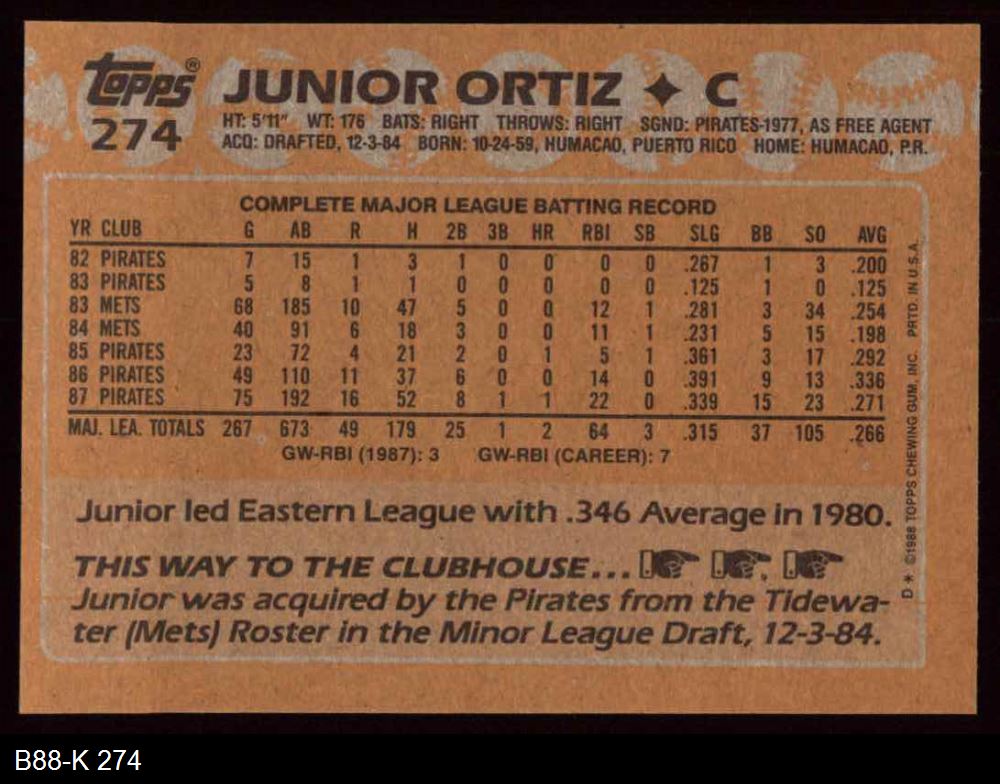 Topps® JUNIOR ORTIZ ✦ C
274
HT: 5'11" WT: 176 BATS: RIGHT THROWS: RIGHT SGND: PIRATES-1977, AS FREE AGENT
ACQ: DRAFTED, 12-3-84 BORN: 10-24-59, HUMACAO, PUERTO RICO HOME: HUMACAO, P.R.
COMPLETE MAJOR LEAGUE BATTING RECORD
YR CLUB G AB R H 2B 3B HR RBI SB SLG BB SO AVG
82 PIRATES 7 15 1 3 1 0 0 0 0 .267 1 3 .200
83 PIRATES 5 8 1 1 0 0 0 0 0 .125 1 0 .125
83 METS 68 185 10 47 5 0 0 12 1 .281 3 34 .254
84 METS 40 91 6 18 3 0 0 11 1 .231 5 15 .198
85 PIRATES 23 72 4 21 2 0 1 5 1 .361 3 17 .292
86 PIRATES 49 110 11 37 6 0 0 14 0 .391 9 13 .336
87 PIRATES 75 192 16 52 8 1 1 22 0 .339 15 23 .271
MAJ. LEA. TOTALS 267 673 49 179 25 1 2 64 3 .315 37 105 .266
GW-RBI (1987): 3 GW-RBI (CAREER): 7
Junior led Eastern League with .346 Average in 1980.
THIS WAY TO THE CLUBHOUSE...
Junior was acquired by the Pirates from the Tidewa-
ter (Mets) Roster in the Minor League Draft, 12-3-84.
D* ©1988 TOPPS CHEWING GUM, INC. PRTD. IN U.S.A.
B88-K 274